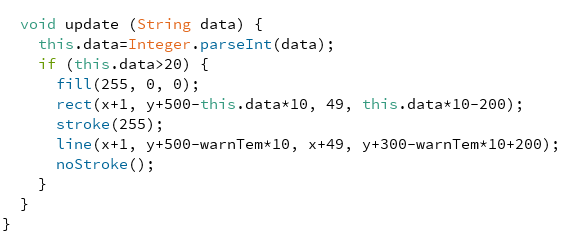 void update (String data) {
this.data=Integer.parseInt(data);
if (this.data>20) {
fill(255, 0, 0);
rect(x+1, y+500-this.data*10, 49, this.data*10-200);
stroke(255);
line(x+1, y+500-warnTem*10, x+49, y+300-warnTem*10+200);
noStroke();
}
}
}